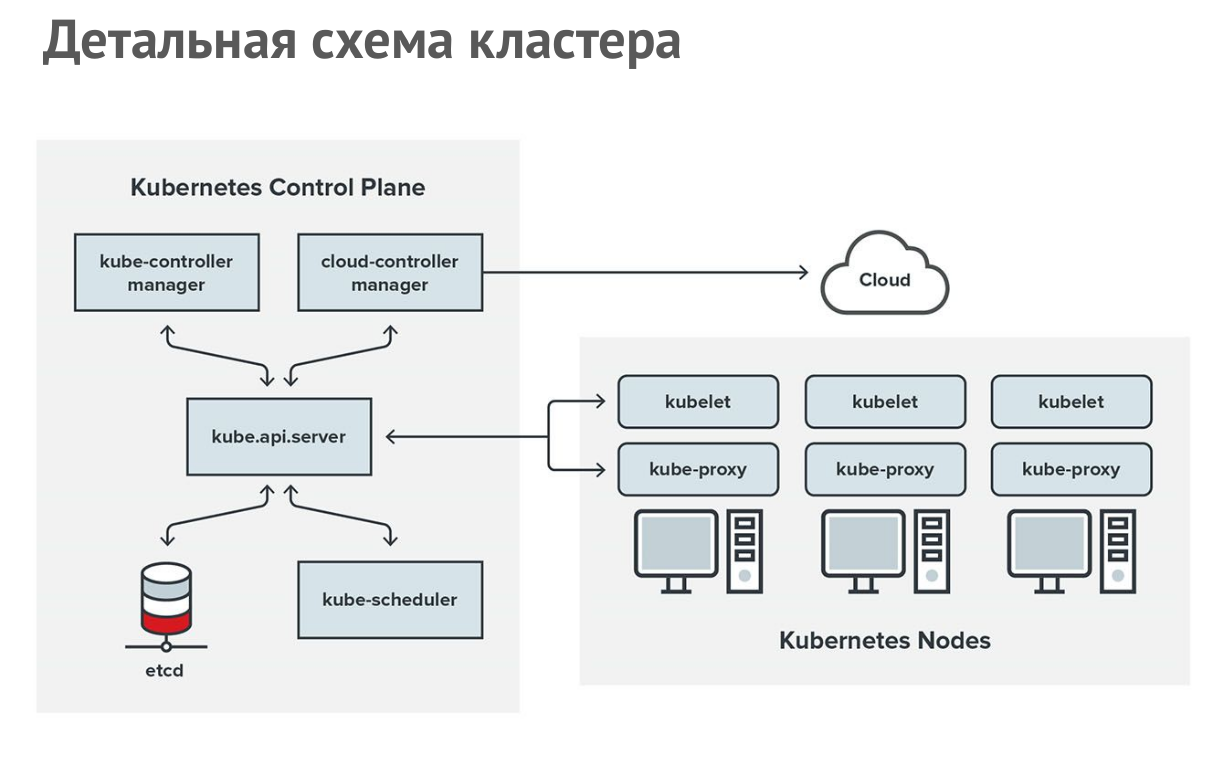 Детальная схема кластера
Kubernetes Control Plane
kube-controller
manager
cloud-controller
manager
Cloud
kube.api.server
etcd
kube-scheduler
kubelet
kubelet
kubelet
kube-proxy
kube-proxy
kube-proxy
Kubernetes Nodes